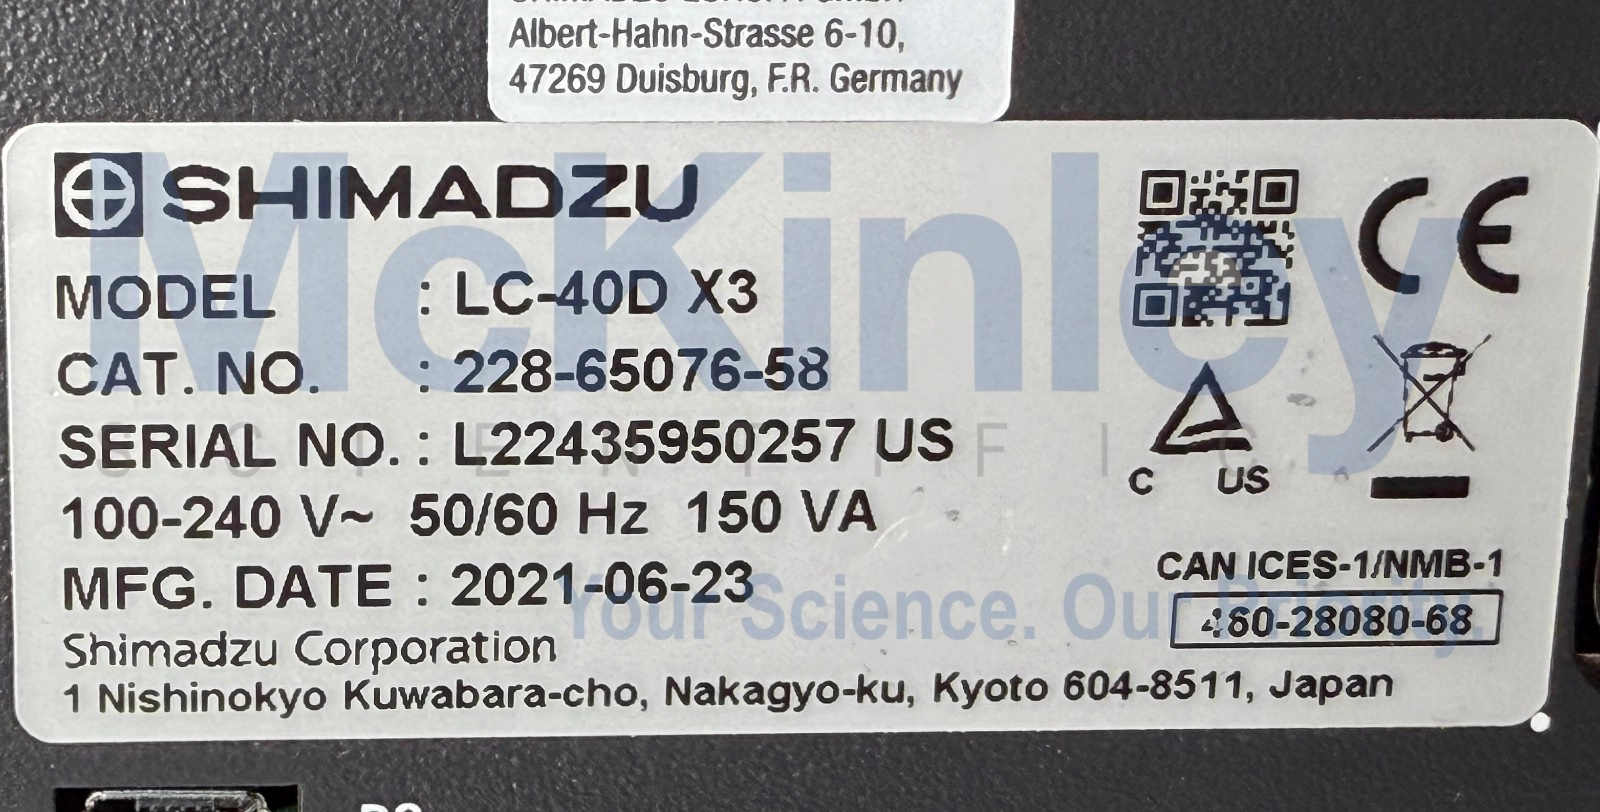 Albert-Hahn-Strasse 6-10,
47269 Duisburg, F.R. Germany
SHIMADZU
MODEL : LC-40D X3
CAT. NO. : 228-65076-58
SERIAL NO. : L22435950257 US
100-240 V~ 50/60 Hz 150 VA
MFG. DATE : 2021-06-23
Shimadzu Corporation
1 Nishinokyo Kuwabara-cho, Nakagyo-ku, Kyoto 604-8511, Japan
CE
C US
CAN ICES-1/NMB-1
460-28080-68
McKinley
SCIENTIFIC
Your Science. Our Priority.